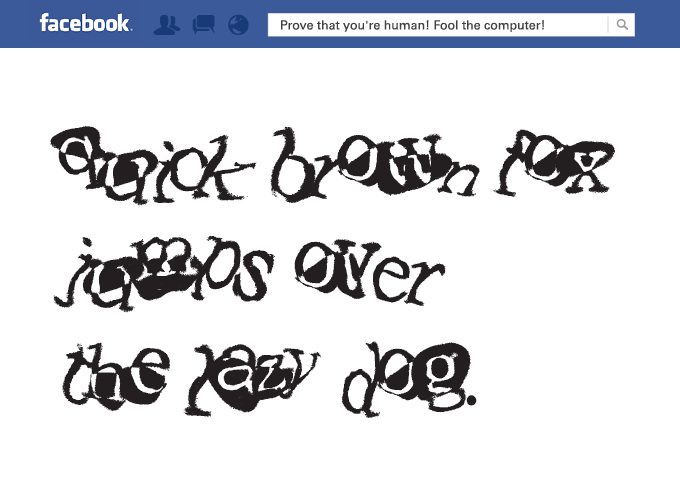 facebook
Prove that you're human! Fool the computer!
quick brown fox
jumps over
the lazy dog.